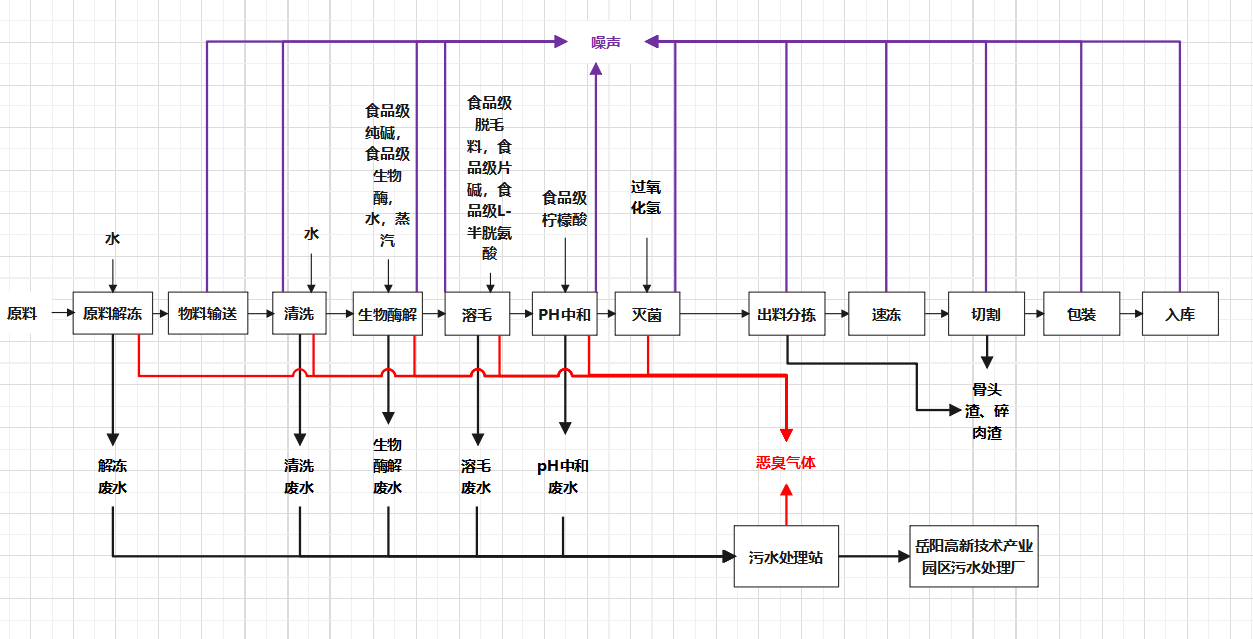 噪声
食品级
纯碱，
食品级
生物
酶，
水，蒸
汽
食品级
脱毛
料，食
品级片
碱，食
品级L-
半胱氨
酸
食品级
柠檬酸
过氧
化氢
水
水
原料
原料解冻
物料输送
清洗
生物酶解
溶毛
PH中和
灭菌
出料分拣
速冻
切割
包装
入库
骨头
渣、碎
肉渣
解冻
废水
清洗
废水
生物
酶解
废水
溶毛
废水
pH中和
废水
恶臭气体
污水处理站
岳阳高新技术产业
园区污水处理厂